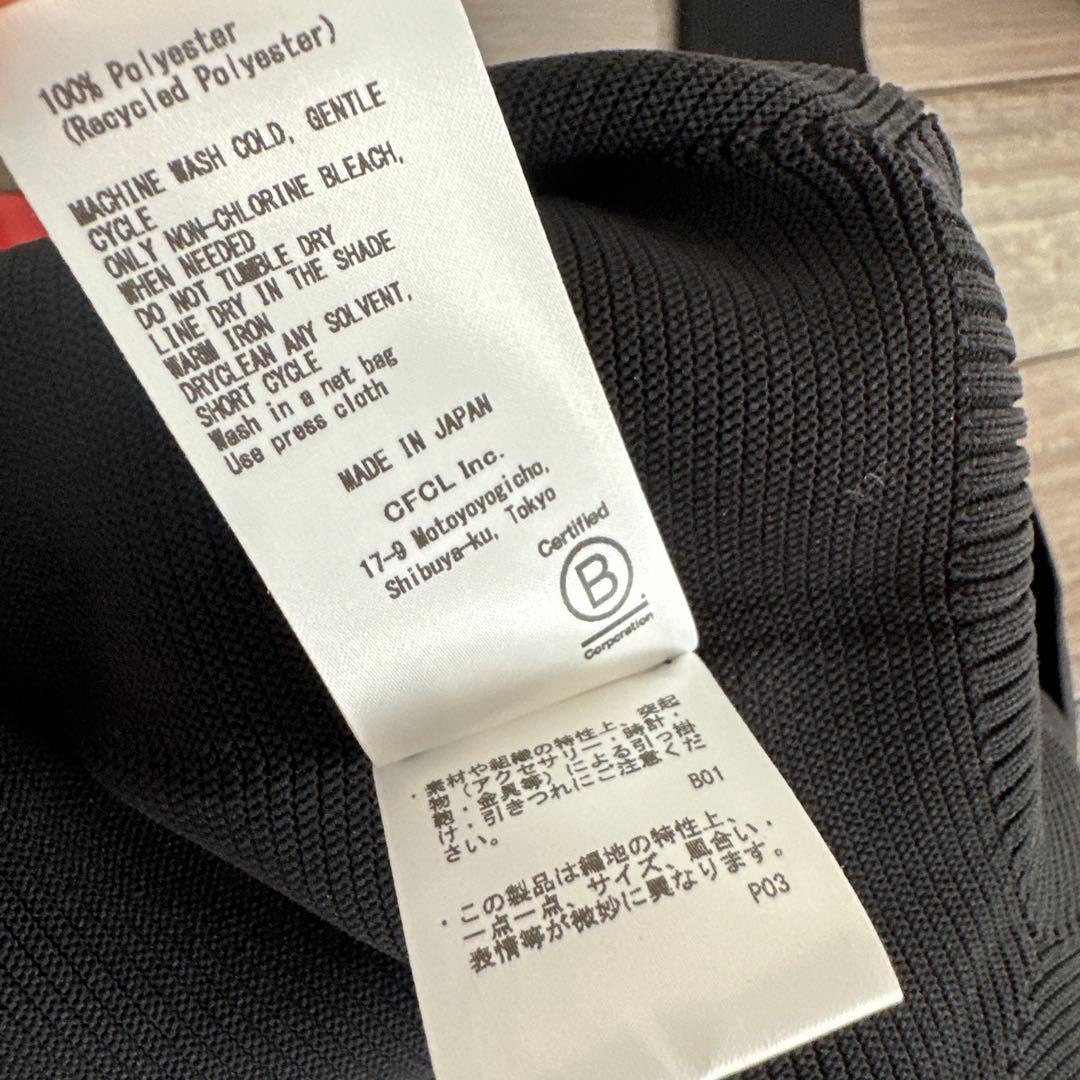 100% Polyester
(Recycled Polyester)
MACHINE WASH COLD, GENTLE
CYCLE
ONLY NON-CHLORINE BLEACH,
WHEN NEEDED
DO NOT TUMBLE DRY
LINE DRY IN THE SHADE
WARM IRON
DRYCLEAN ANY SOLVENT,
SHORT CYCLE
Wash in a net bag
Use press cloth
MADE IN JAPAN
CFCL Inc.
17-9 Motoyoyogicho,
Shibuya-ku, Tokyo
Certified
B
Corporation
・素材や組織の特性上、突起
物（アクセサリー・時計・
鞄・金具等）による引っ掛
け、引きつれにご注意くだ
さい。
B01
・この製品は編地の特性上、
一点一点、サイズ、風合い、
表情等が微妙に異なります。
P03